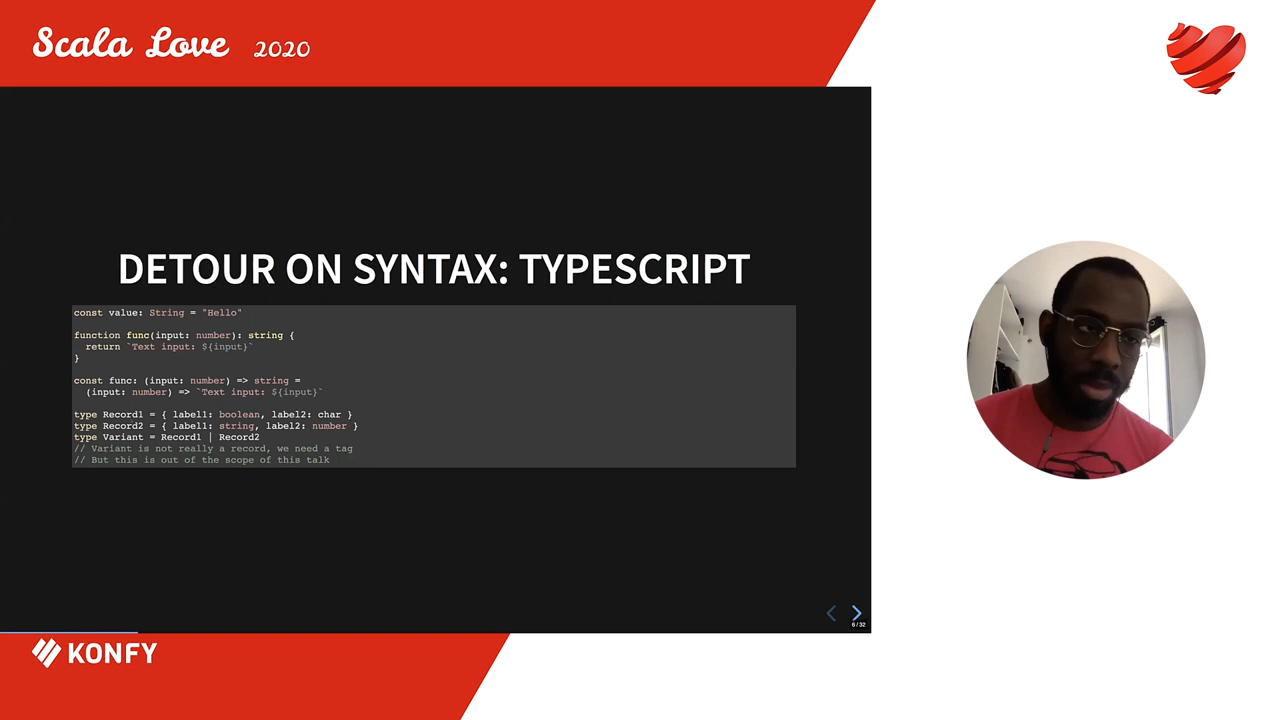 Scala Love 2020
DETOUR ON SYNTAX: TYPESCRIPT
const value: String = "Hello"
function func(input: number): string {
return `Text input: ${input}`
}
const func: (input: number) => string =
(input: number) => `Text input: ${input}`
type Record1 = { label1: boolean, label2: char }
type Record2 = { label1: string, label2: number }
type Variant = Record1 | Record2
// Variant is not really a record, we need a tag
// But this is out of the scope of this talk
6 / 32
KONFY